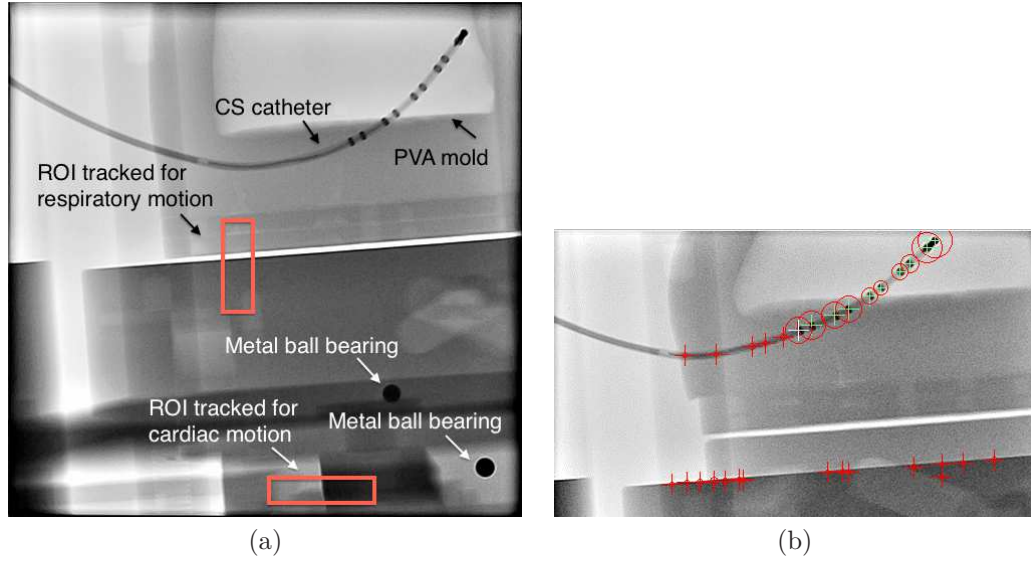 CS catheter
PVA mold
ROI tracked for
respiratory motion
Metal ball bearing
ROI tracked for
cardiac motion
Metal ball bearing
(a)
(b)